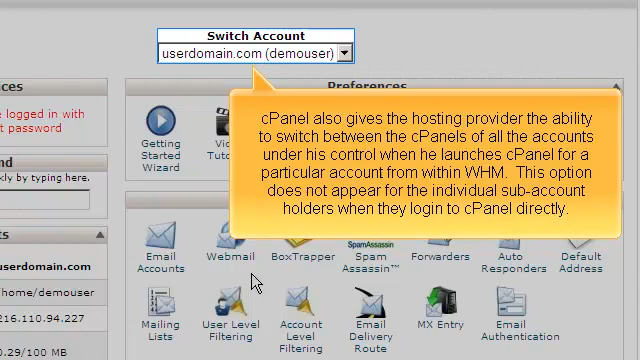 Switch Account
userdomain.com (demouser)
ices
e logged in with
t password
nd
kly by typing here.
ts
userdomain.com
/home/demouser
216.110.94.227
0.29/100 MB
Preferences
Getting
Started
Wizard
Vi
Tuto
cPanel also gives the hosting provider the ability
to switch between the cPanels of all the accounts
under his control when he launches cPanel for a
particular account from within WHM. This option
does not appear for the individual sub-account
holders when they login to cPanel directly.
Email
Accounts
Webmail
BoxTrapper
SpamAssassin
Spam
Assassin™
Forwarders
Auto
Responders
Default
Address
Mailing
Lists
User Level
Filtering
Account
Level
Filtering
Email
Delivery
Route
MX Entry
Email
Authentication